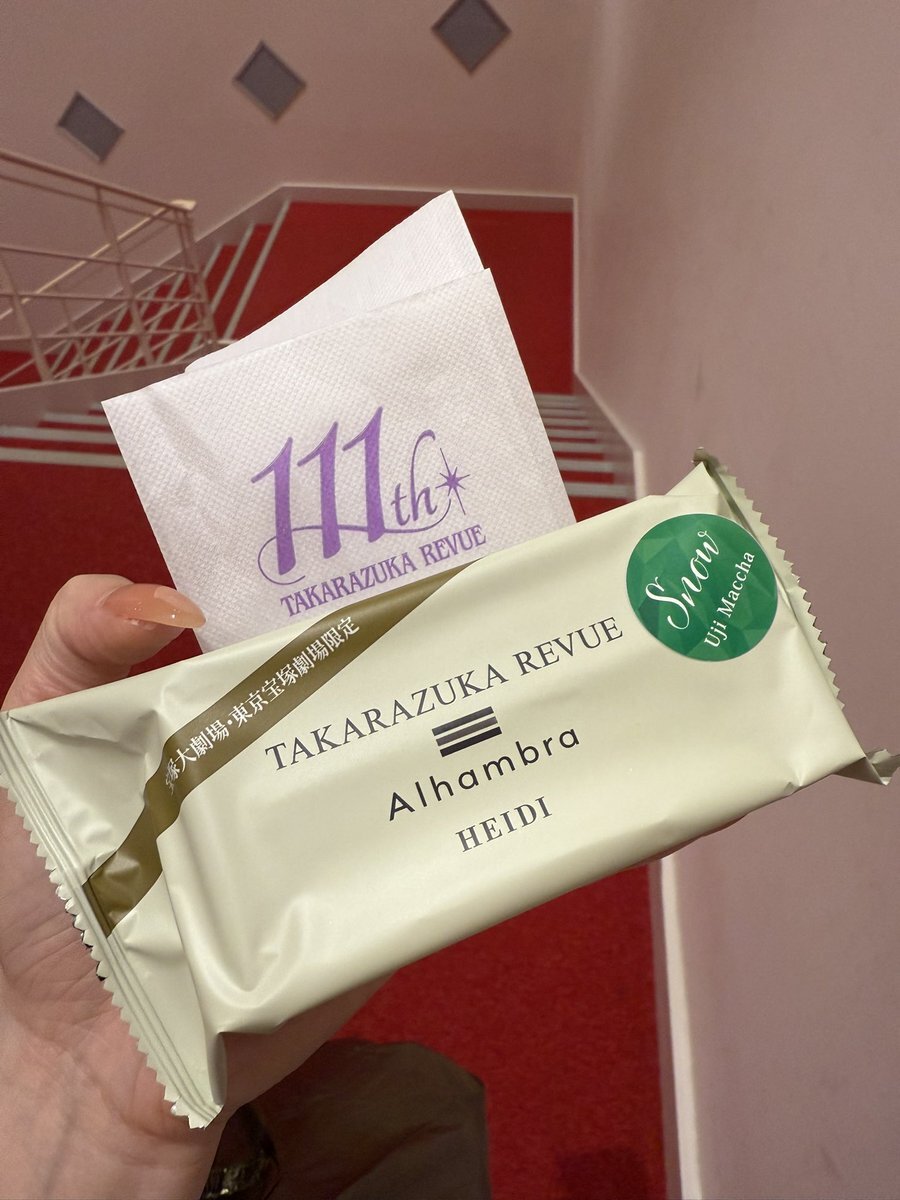 111th
TAKARAZUKA REVUE
宝塚大劇場・東京宝塚劇場限定
TAKARAZUKA REVUE
Alhambra
HEIDI
Snow
Uji Maccha